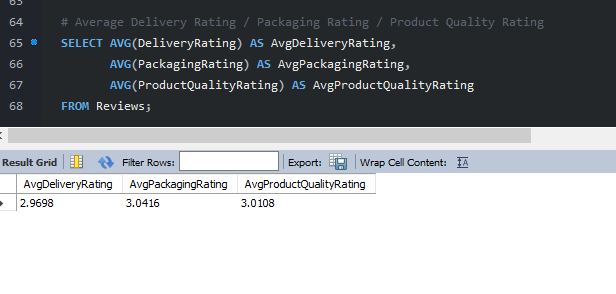 63
64 # Average Delivery Rating / Packaging Rating / Product Quality Rating
65 SELECT AVG(DeliveryRating) AS AvgDeliveryRating,
66 AVG(PackagingRating) AS AvgPackagingRating,
67 AVG(ProductQualityRating) AS AvgProductQualityRating
68 FROM Reviews;
Result Grid Filter Rows: Export: Wrap Cell Content:
AvgDeliveryRating AvgPackagingRating AvgProductQualityRating
2.9698 3.0416 3.0108